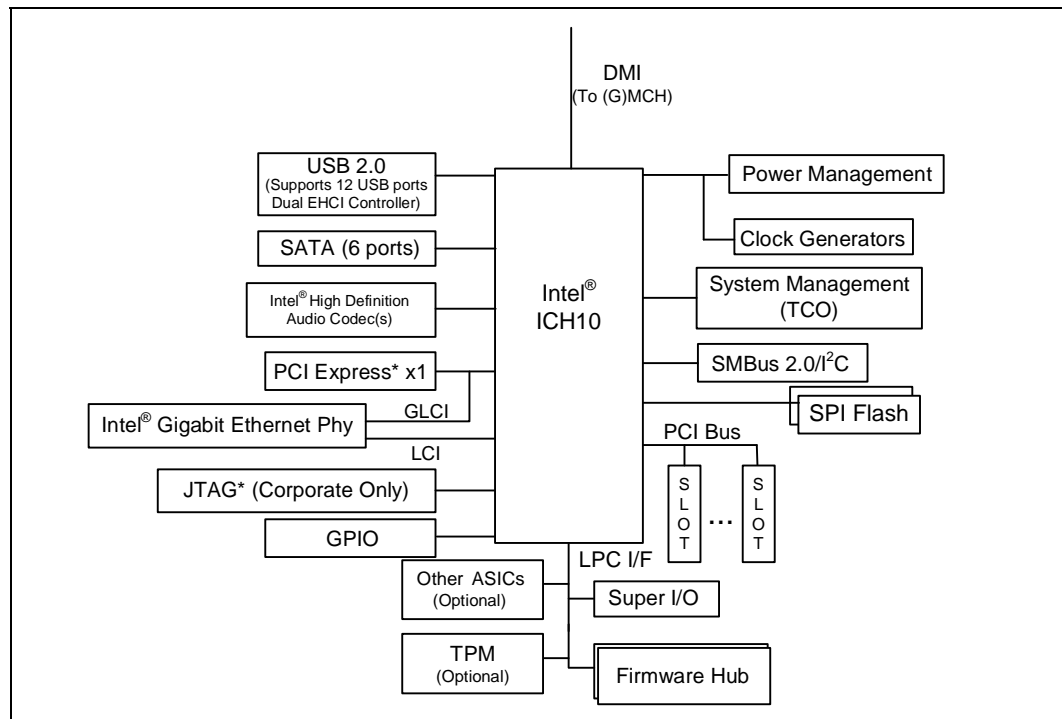 DMI
(To (G)MCH)
USB 2.0
(Supports 12 USB ports
Dual EHCI Controller)
SATA (6 ports)
Intel® High Definition
Audio Codec(s)
PCI Express* x1
GLCI
Intel® Gigabit Ethernet Phy
LCI
JTAG* (Corporate Only)
GPIO
Intel®
ICH10
Power Management
Clock Generators
System Management
(TCO)
SMBus 2.0/I²C
SPI Flash
PCI Bus
SLOT
...
SLOT
LPC I/F
Other ASICs
(Optional)
Super I/O
TPM
(Optional)
Firmware Hub